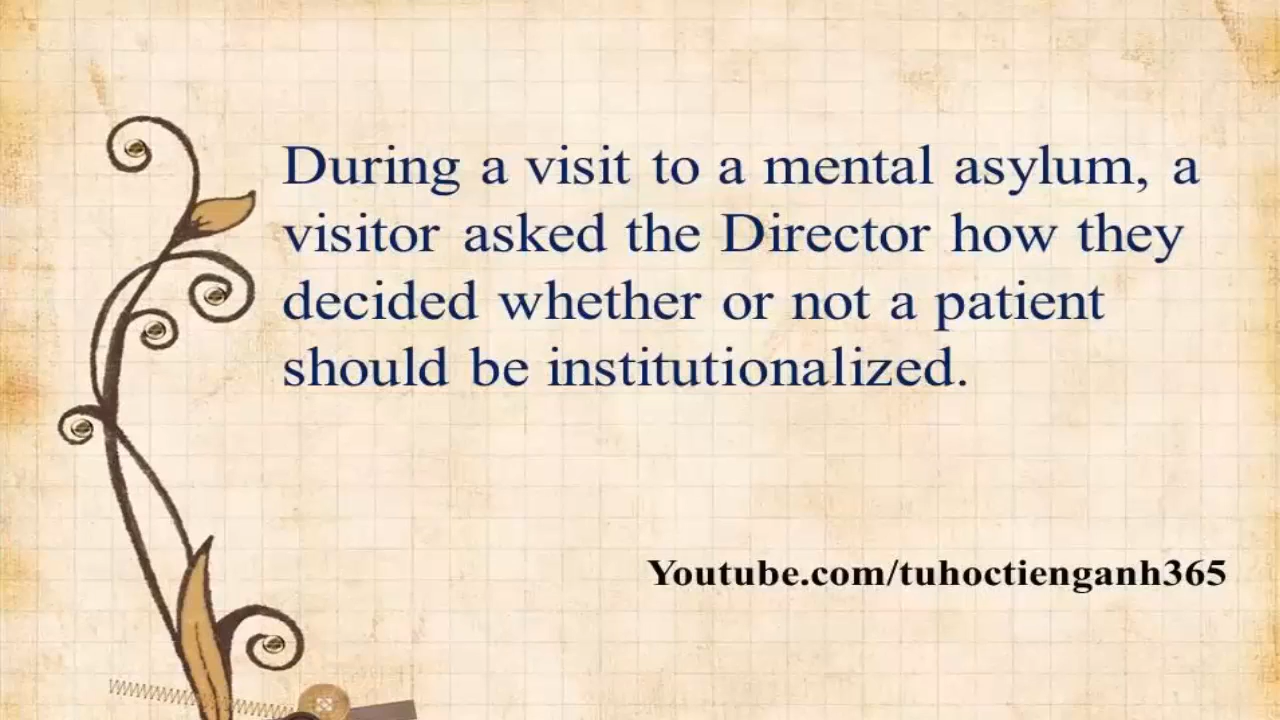 During a visit to a mental asylum, a
visitor asked the Director how they
decided whether or not a patient
should be institutionalized.
Youtube.com/tuhoctienganh365